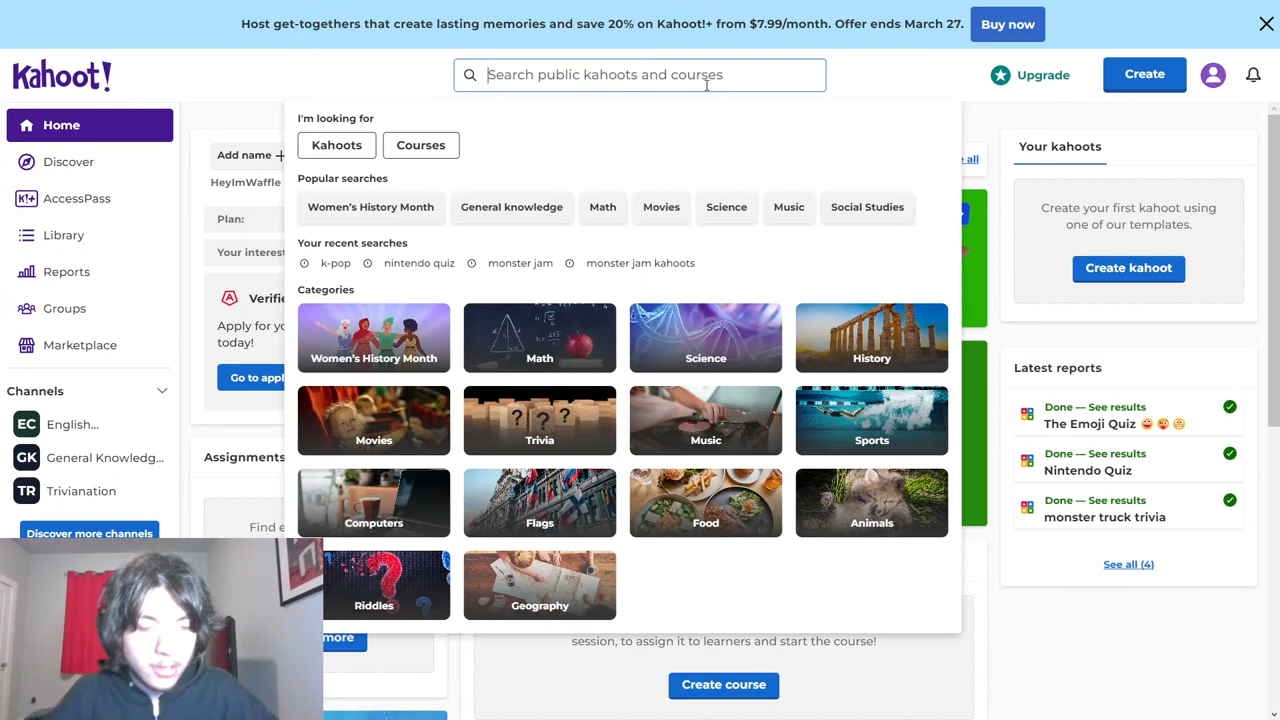 Host get-togethers that create lasting memories and save 20% on Kahoot!+ from $7.99/month. Offer ends March 27.
Buy now
Kahoot!
Search public kahoots and courses
Upgrade
Create
Home
Discover
AccessPass
Library
Reports
Groups
Marketplace
Channels
EC English...
GK General Knowledg...
TR Trivianation
Discover more channels
Add name
HeyImWaffle
Plan:
Your interest
Verifie
Apply for yo
today!
Go to appl
Assignments
Find e
more
I'm looking for
Kahoots
Courses
Popular searches
Women's History Month
General knowledge
Math
Movies
Science
Music
Social Studies
Your recent searches
k-pop
nintendo quiz
monster jam
monster jam kahoots
Categories
Women's History Month
Math
Science
History
Movies
Trivia
Music
Sports
Computers
Flags
Food
Animals
Riddles
Geography
session, to assign it to learners and start the course!
Create course
e all
Your kahoots
Create your first kahoot using
one of our templates.
Create kahoot
Latest reports
Done — See results
The Emoji Quiz 😀 😜 😬
Done — See results
Nintendo Quiz
Done — See results
monster truck trivia
See all (4)